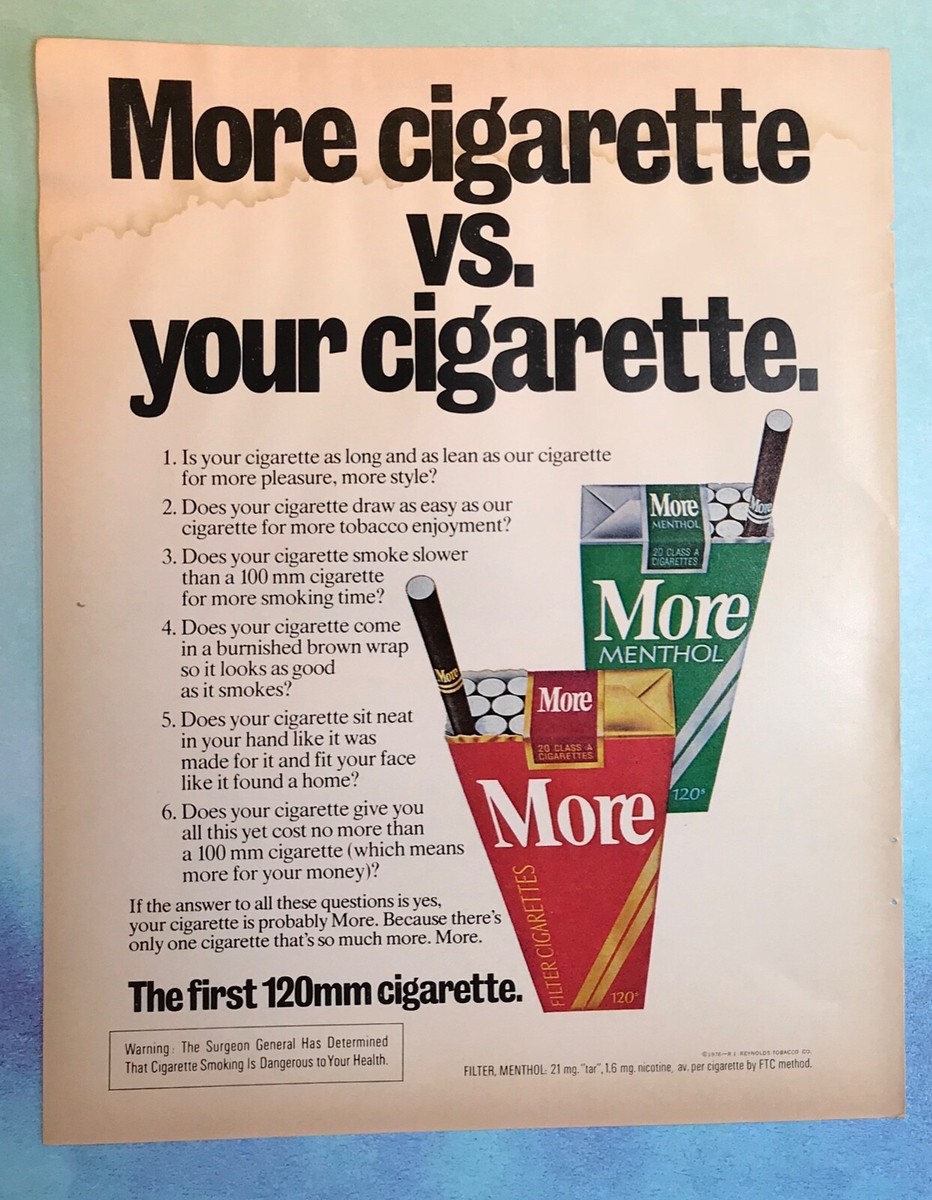 More cigarette
vs.
your cigarette.
1. Is your cigarette as long and as lean as our cigarette
for more pleasure, more style?
2. Does your cigarette draw as easy as our
cigarette for more tobacco enjoyment?
3. Does your cigarette smoke slower
than a 100 mm cigarette
for more smoking time?
4. Does your cigarette come
in a burnished brown wrap
so it looks as good
as it smokes?
5. Does your cigarette sit neat
in your hand like it was
made for it and fit your face
like it found a home?
6. Does your cigarette give you
all this yet cost no more than
a 100 mm cigarette (which means
more for your money)?
If the answer to all these questions is yes,
your cigarette is probably More. Because there's
only one cigarette that's so much more. More.
The first 120mm cigarette.
More
More
MENTHOL
20 CLASS A
CIGARETTES
More
MENTHOL
120s
More
More
20 CLASS A
CIGARETTES
More
FILTER CIGARETTES
120s
Warning: The Surgeon General Has Determined
That Cigarette Smoking Is Dangerous to Your Health.
©1976—R.J. REYNOLDS TOBACCO CO.
FILTER, MENTHOL: 21 mg. "tar", 1.6 mg. nicotine, av. per cigarette by FTC method.